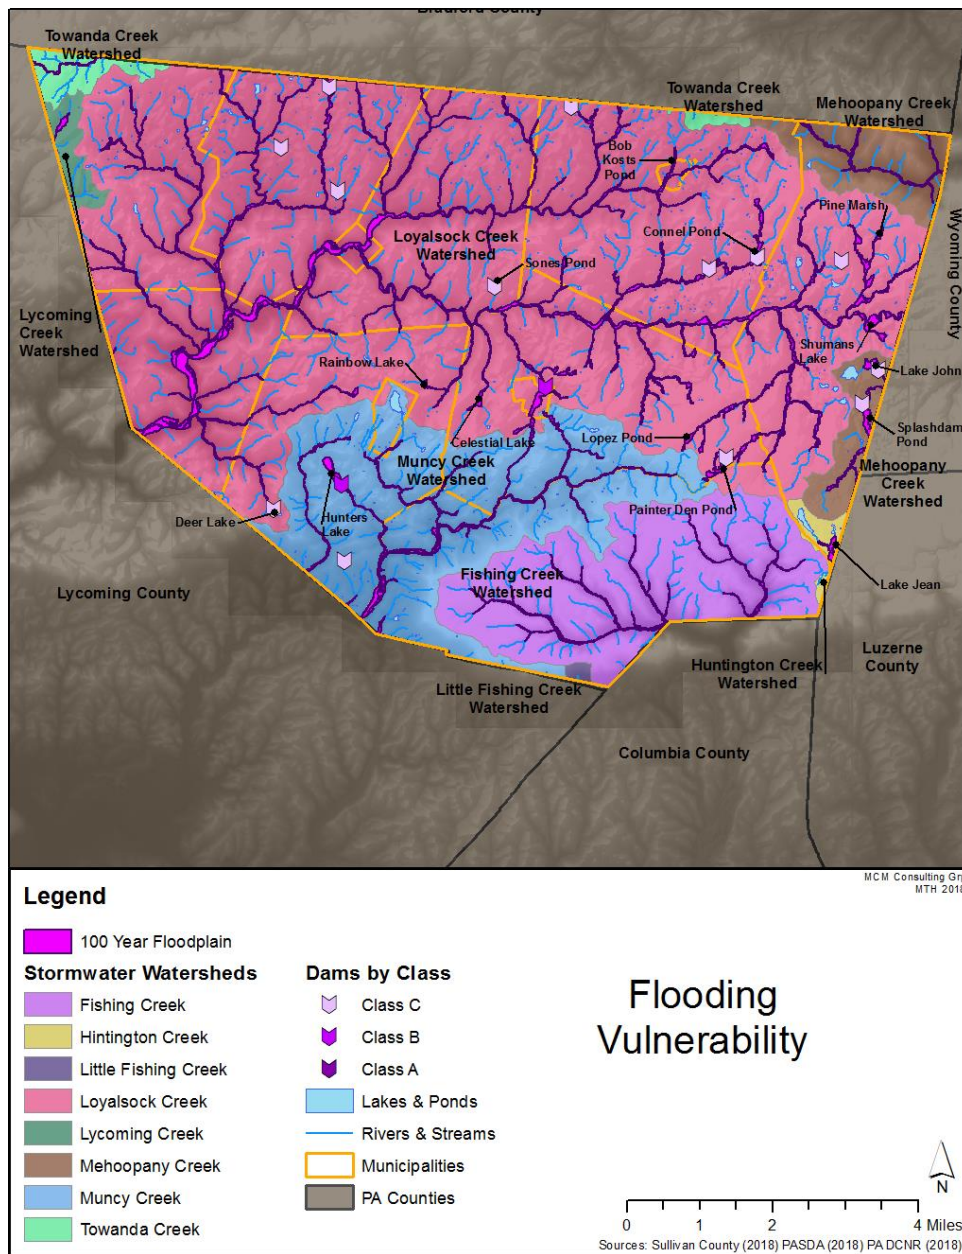 Bradford County
Towanda Creek
Watershed
Towanda Creek
Watershed
Mehoopany Creek
Watershed
Bob
Kosts
Pond
Pine Marsh
Connel Pond
Loyalsock Creek
Watershed
Sones Pond
Wyoming County
Lycoming
Creek
Watershed
Shumans
Lake
Rainbow Lake
Lake John
Splashdam
Pond
Celestial Lake
Lopez Pond
Muncy Creek
Watershed
Mehoopany
Creek
Watershed
Painter Den Pond
Deer Lake
Hunters
Lake
Fishing Creek
Watershed
Lake Jean
Lycoming County
Huntington Creek
Watershed
Luzerne
County
Little Fishing Creek
Watershed
Columbia County
MCM Consulting Grp
MTH 2018
Legend
100 Year Floodplain
Stormwater Watersheds
Fishing Creek
Hintington Creek
Little Fishing Creek
Loyalsock Creek
Lycoming Creek
Mehoopany Creek
Muncy Creek
Towanda Creek
Dams by Class
Class C
Class B
Class A
Lakes & Ponds
Rivers & Streams
Municipalities
PA Counties
Flooding
Vulnerability
N
0 1 2 4 Miles
Sources: Sullivan County (2018) PASDA (2018) PA DCNR (2018)